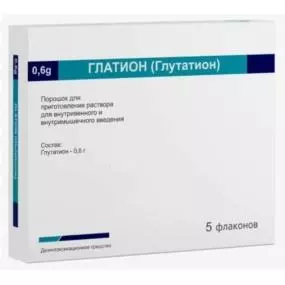 0,6g
ГЛАТИОН (Глутатион)
Порошок для
приготовления раствора
для внутривенного и
внутримышечного введения
Состав:
Глутатион - 0,6 г
5 флаконов
Детоксикационное средство